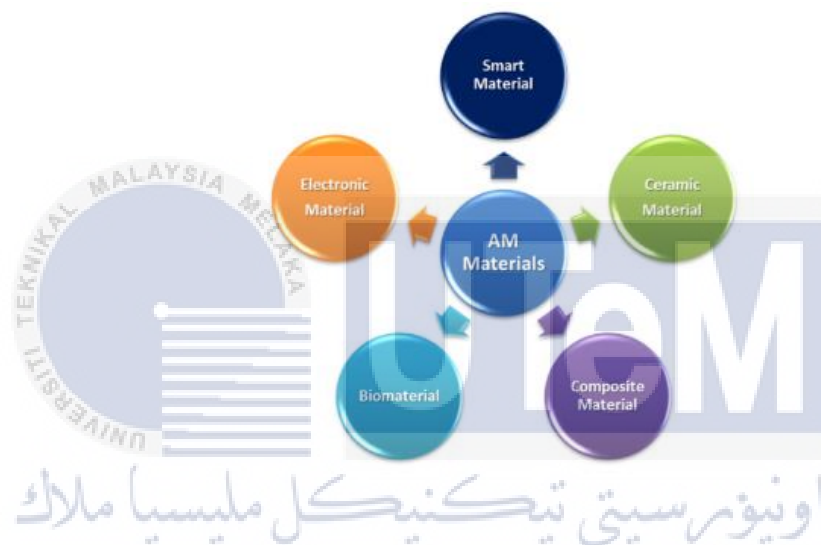 Smart
Material
Electronic
Material
Ceramic
Material
AM
Materials
Biomaterial
Composite
Material
UNIVERSITI TEKNIKAL MALAYSIA MELAKA
UTeM
اونيۏرسيتي تيكنيكل مليسيا ملاك